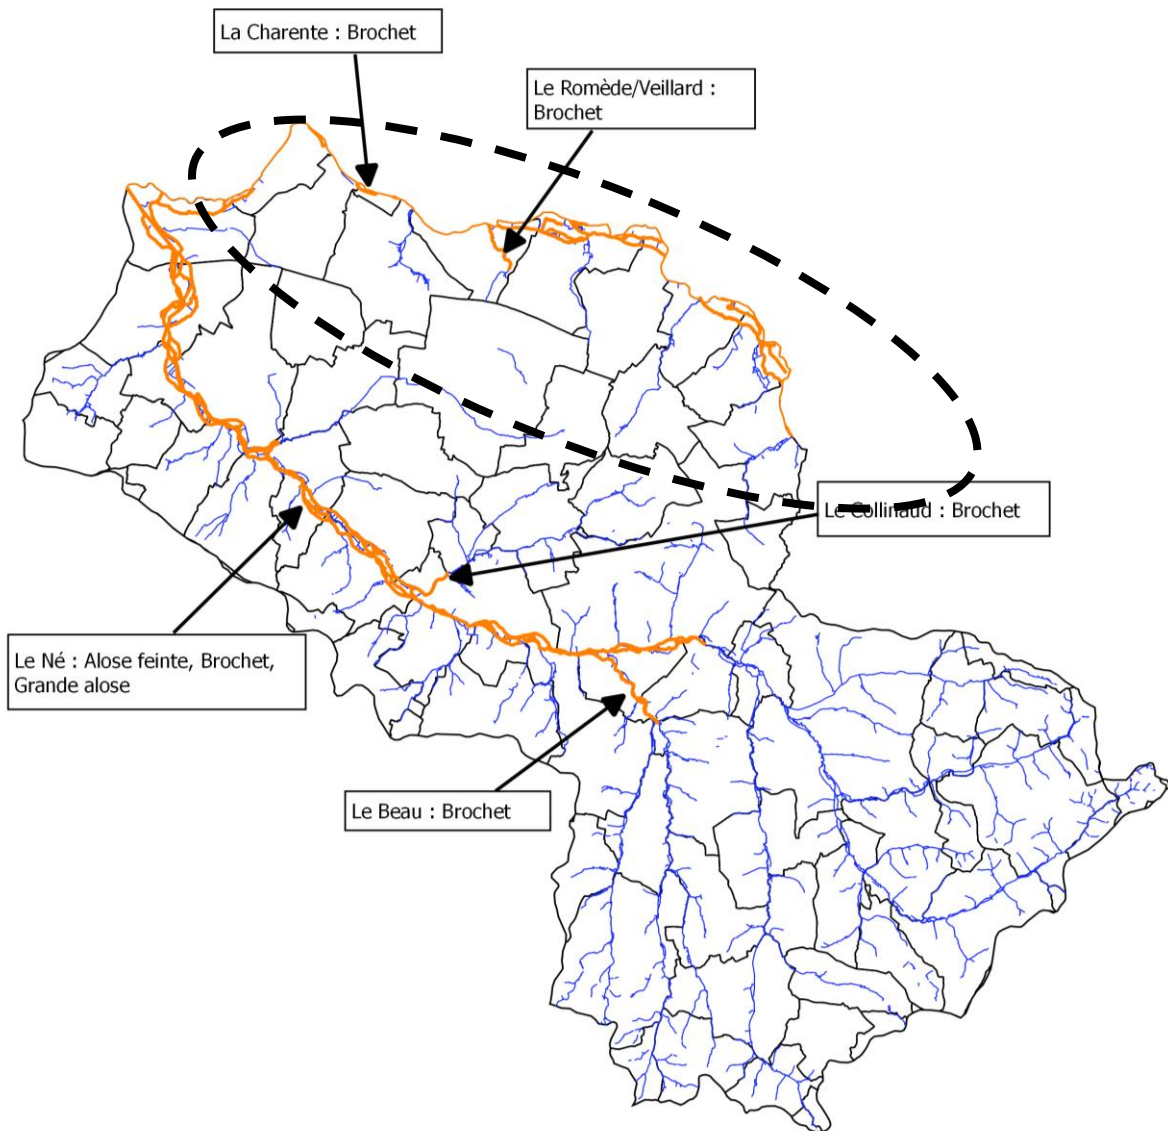 La Charente : Brochet
Le Romède/Veillard :
Brochet
Le Collinaud : Brochet
Le Né : Alose feinte, Brochet,
Grande alose
Le Beau : Brochet